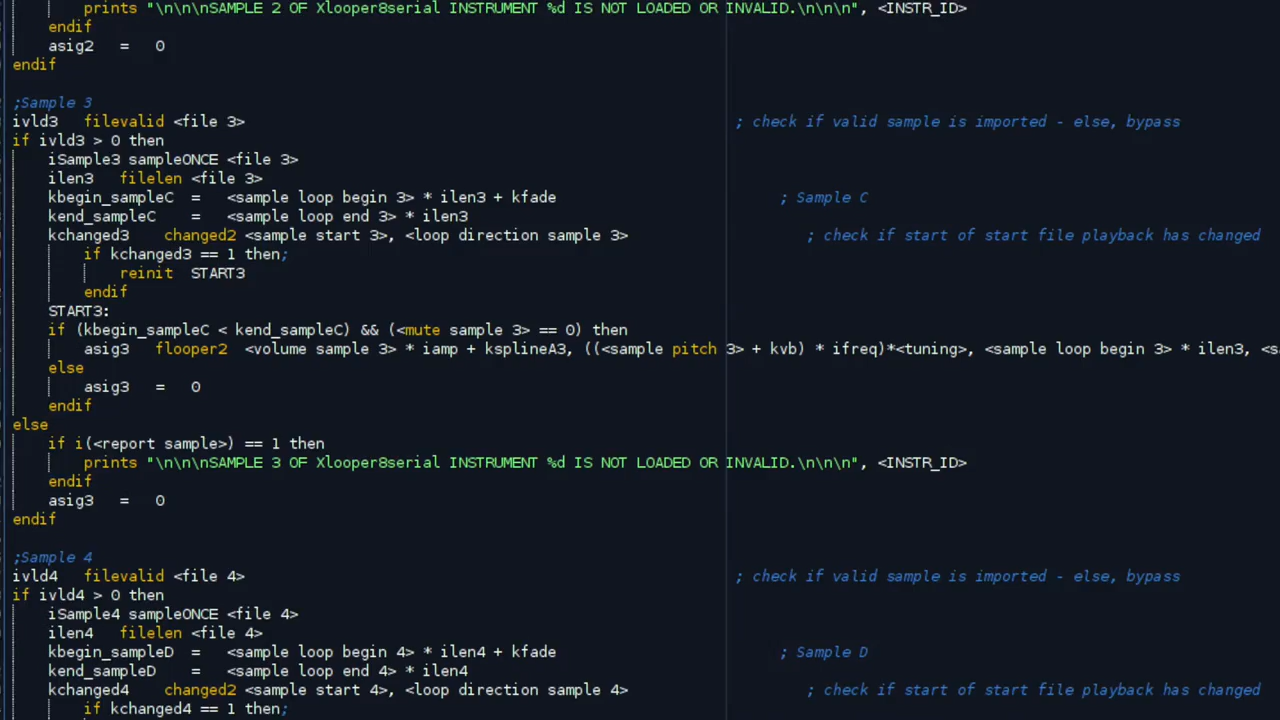 prints "\n\n\nSAMPLE 2 OF Xlooper8serial INSTRUMENT %d IS NOT LOADED OR INVALID.\n\n\n", <INSTR_ID>
endif
asig2 = 0
endif
;Sample 3
ivld3 filevalid <file 3> ; check if valid sample is imported - else, bypass
if ivld3 > 0 then
iSample3 sampleONCE <file 3>
ilen3 filelen <file 3>
kbegin_sampleC = <sample loop begin 3> * ilen3 + kfade ; Sample C
kend_sampleC = <sample loop end 3> * ilen3
kchanged3 changed2 <sample start 3>, <loop direction sample 3> ; check if start of start file playback has changed
if kchanged3 == 1 then;
reinit START3
endif
START3:
if (kbegin_sampleC < kend_sampleC) && (<mute sample 3> == 0) then
asig3 flooper2 <volume sample 3> * iamp + ksplineA3, ((<sample pitch 3> + kvb) * ifreq)*<tuning>, <sample loop begin 3> * ilen3, <s
else
asig3 = 0
endif
else
if i(<report sample>) == 1 then
prints "\n\n\nSAMPLE 3 OF Xlooper8serial INSTRUMENT %d IS NOT LOADED OR INVALID.\n\n\n", <INSTR_ID>
endif
asig3 = 0
endif
;Sample 4
ivld4 filevalid <file 4> ; check if valid sample is imported - else, bypass
if ivld4 > 0 then
iSample4 sampleONCE <file 4>
ilen4 filelen <file 4>
kbegin_sampleD = <sample loop begin 4> * ilen4 + kfade ; Sample D
kend_sampleD = <sample loop end 4> * ilen4
kchanged4 changed2 <sample start 4>, <loop direction sample 4> ; check if start of start file playback has changed
if kchanged4 == 1 then;